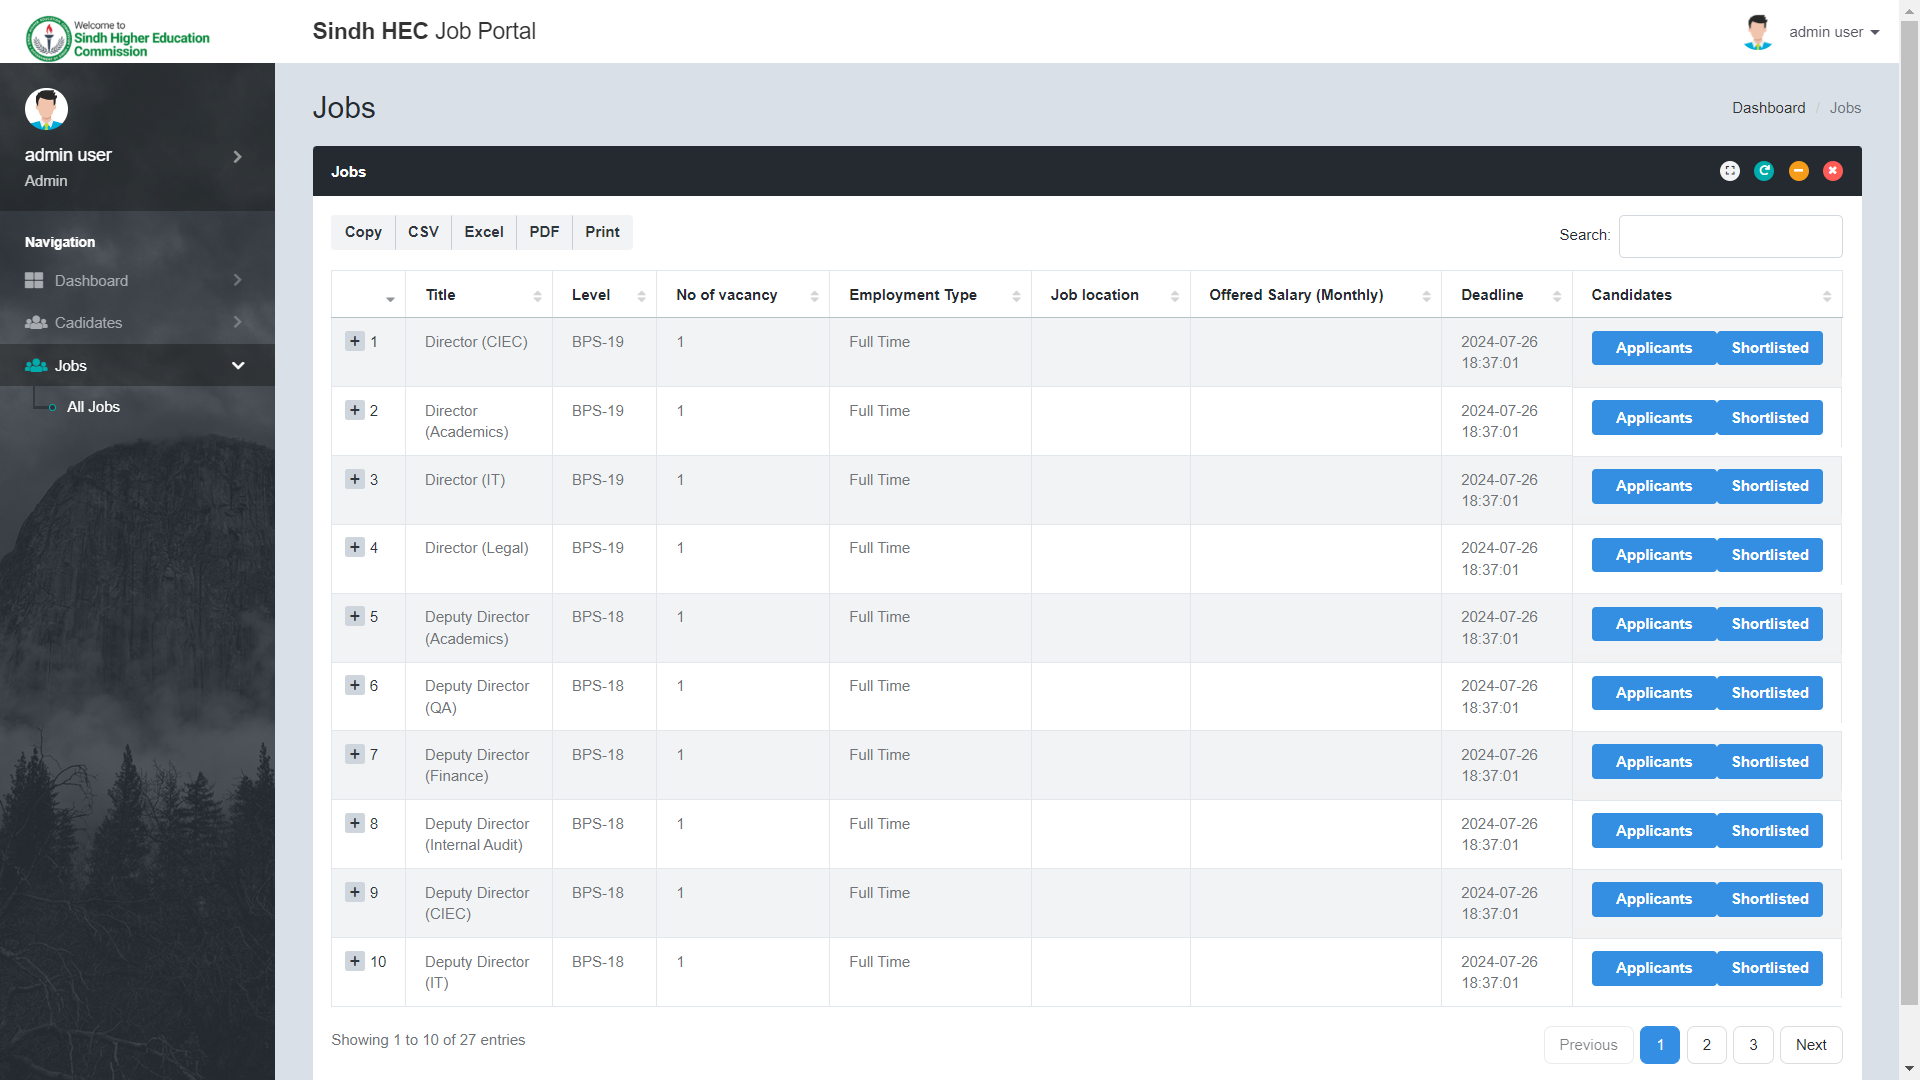 Welcome to
Sindh Higher Education
Commission
Sindh HEC Job Portal
admin user
admin user
Admin
Navigation
Dashboard
Cadidates
Jobs
All Jobs
Jobs
Dashboard / Jobs
Jobs
Copy CSV Excel PDF Print
Search:
Title Level No of vacancy Employment Type Job location Offered Salary (Monthly) Deadline Candidates
+ 1 Director (CIEC) BPS-19 1 Full Time 2024-07-26 Applicants Shortlisted
18:37:01
+ 2 Director BPS-19 1 Full Time 2024-07-26 Applicants Shortlisted
(Academics) 18:37:01
+ 3 Director (IT) BPS-19 1 Full Time 2024-07-26 Applicants Shortlisted
18:37:01
+ 4 Director (Legal) BPS-19 1 Full Time 2024-07-26 Applicants Shortlisted
18:37:01
+ 5 Deputy Director BPS-18 1 Full Time 2024-07-26 Applicants Shortlisted
(Academics) 18:37:01
+ 6 Deputy Director BPS-18 1 Full Time 2024-07-26 Applicants Shortlisted
(QA) 18:37:01
+ 7 Deputy Director BPS-18 1 Full Time 2024-07-26 Applicants Shortlisted
(Finance) 18:37:01
+ 8 Deputy Director BPS-18 1 Full Time 2024-07-26 Applicants Shortlisted
(Internal Audit) 18:37:01
+ 9 Deputy Director BPS-18 1 Full Time 2024-07-26 Applicants Shortlisted
(CIEC) 18:37:01
+ 10 Deputy Director BPS-18 1 Full Time 2024-07-26 Applicants Shortlisted
(IT) 18:37:01
Showing 1 to 10 of 27 entries
Previous 1 2 3 Next